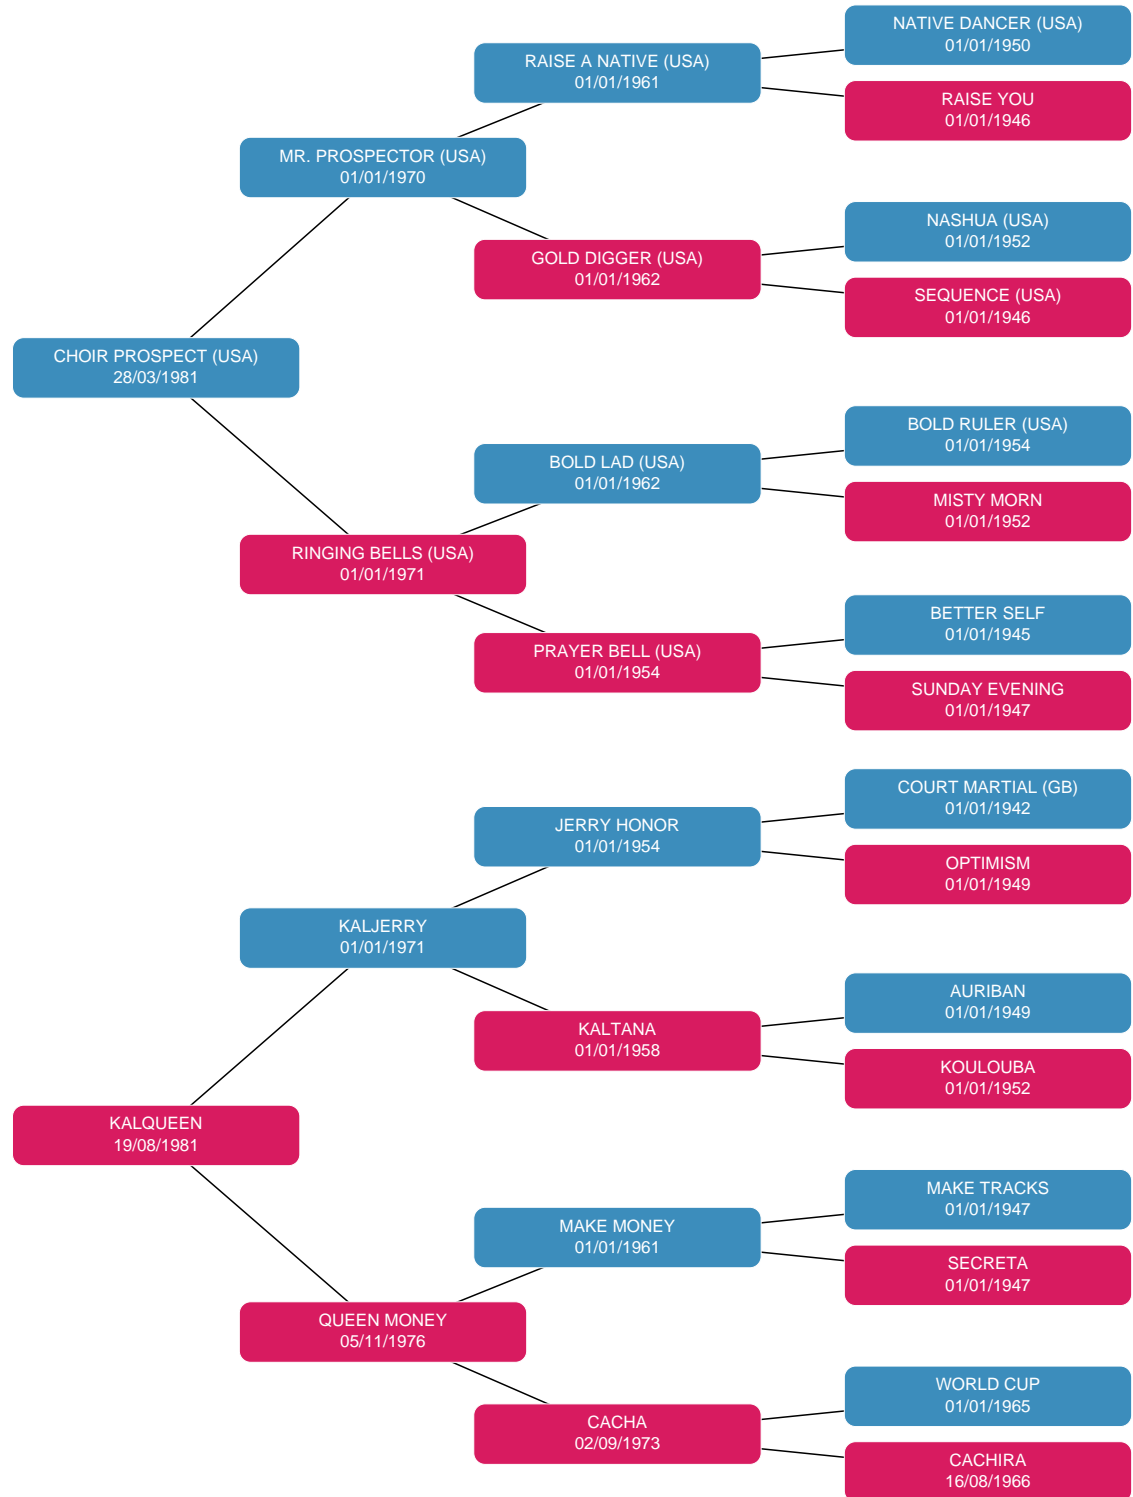 NATIVE DANCER (USA)
01/01/1950
RAISE A NATIVE (USA)
01/01/1961
RAISE YOU
01/01/1946
MR. PROSPECTOR (USA)
01/01/1970
NASHUA (USA)
01/01/1952
GOLD DIGGER (USA)
01/01/1962
SEQUENCE (USA)
01/01/1946
CHOIR PROSPECT (USA)
28/03/1981
BOLD RULER (USA)
01/01/1954
BOLD LAD (USA)
01/01/1962
MISTY MORN
01/01/1952
RINGING BELLS (USA)
01/01/1971
BETTER SELF
01/01/1945
PRAYER BELL (USA)
01/01/1954
SUNDAY EVENING
01/01/1947
COURT MARTIAL (GB)
01/01/1942
JERRY HONOR
01/01/1954
OPTIMISM
01/01/1949
KALJERRY
01/01/1971
AURIBAN
01/01/1949
KALTANA
01/01/1958
KOULOUBA
01/01/1952
KALQUEEN
19/08/1981
MAKE TRACKS
01/01/1947
MAKE MONEY
01/01/1961
SECRETA
01/01/1947
QUEEN MONEY
05/11/1976
WORLD CUP
01/01/1965
CACHA
02/09/1973
CACHIRA
16/08/1966